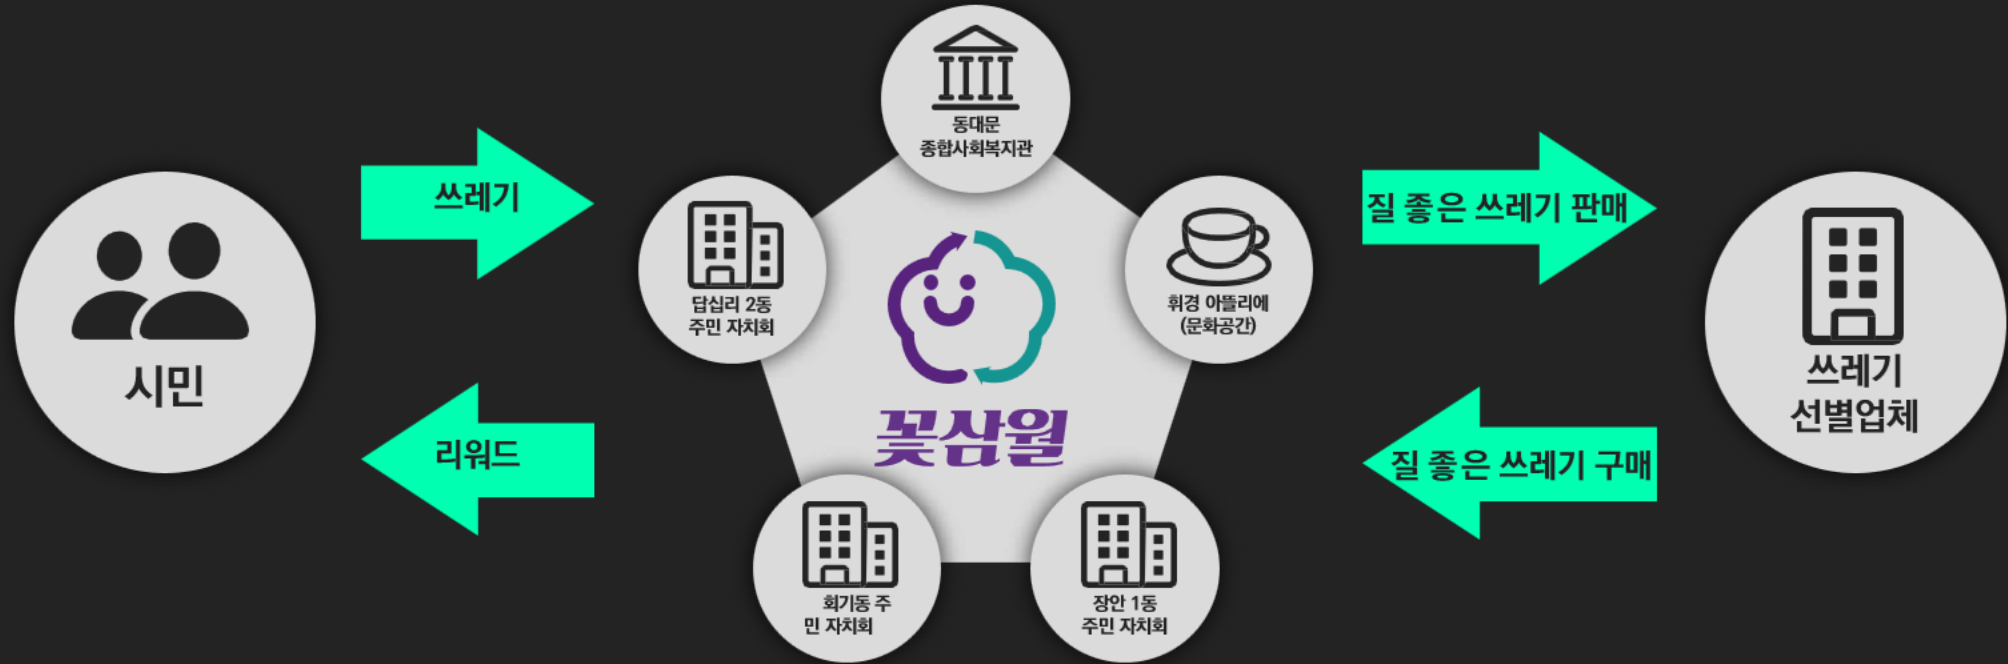 시민
쓰레기
리워드
동대문
종합사회복지관
답십리 2동
주민 자치회
휘경 아뜰리에
(문화공간)
꽃삼월
회기동 주
민 자치회
장안 1동
주민 자치회
질 좋은 쓰레기 판매
질 좋은 쓰레기 구매
쓰레기
선별업체